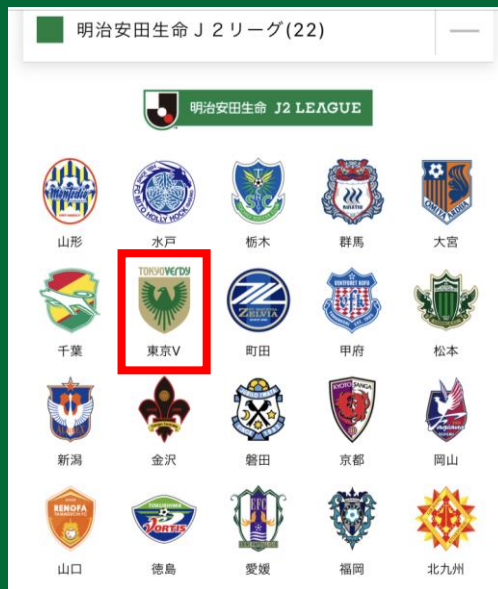 明治安田生命Ｊ２リーグ(22)
明治安田生命 J2 LEAGUE
山形 水戸 栃木 群馬 大宮
TOKYO VERDY
千葉 東京V 町田 甲府 松本
新潟 金沢 磐田 京都 岡山
山口 徳島 愛媛 福岡 北九州